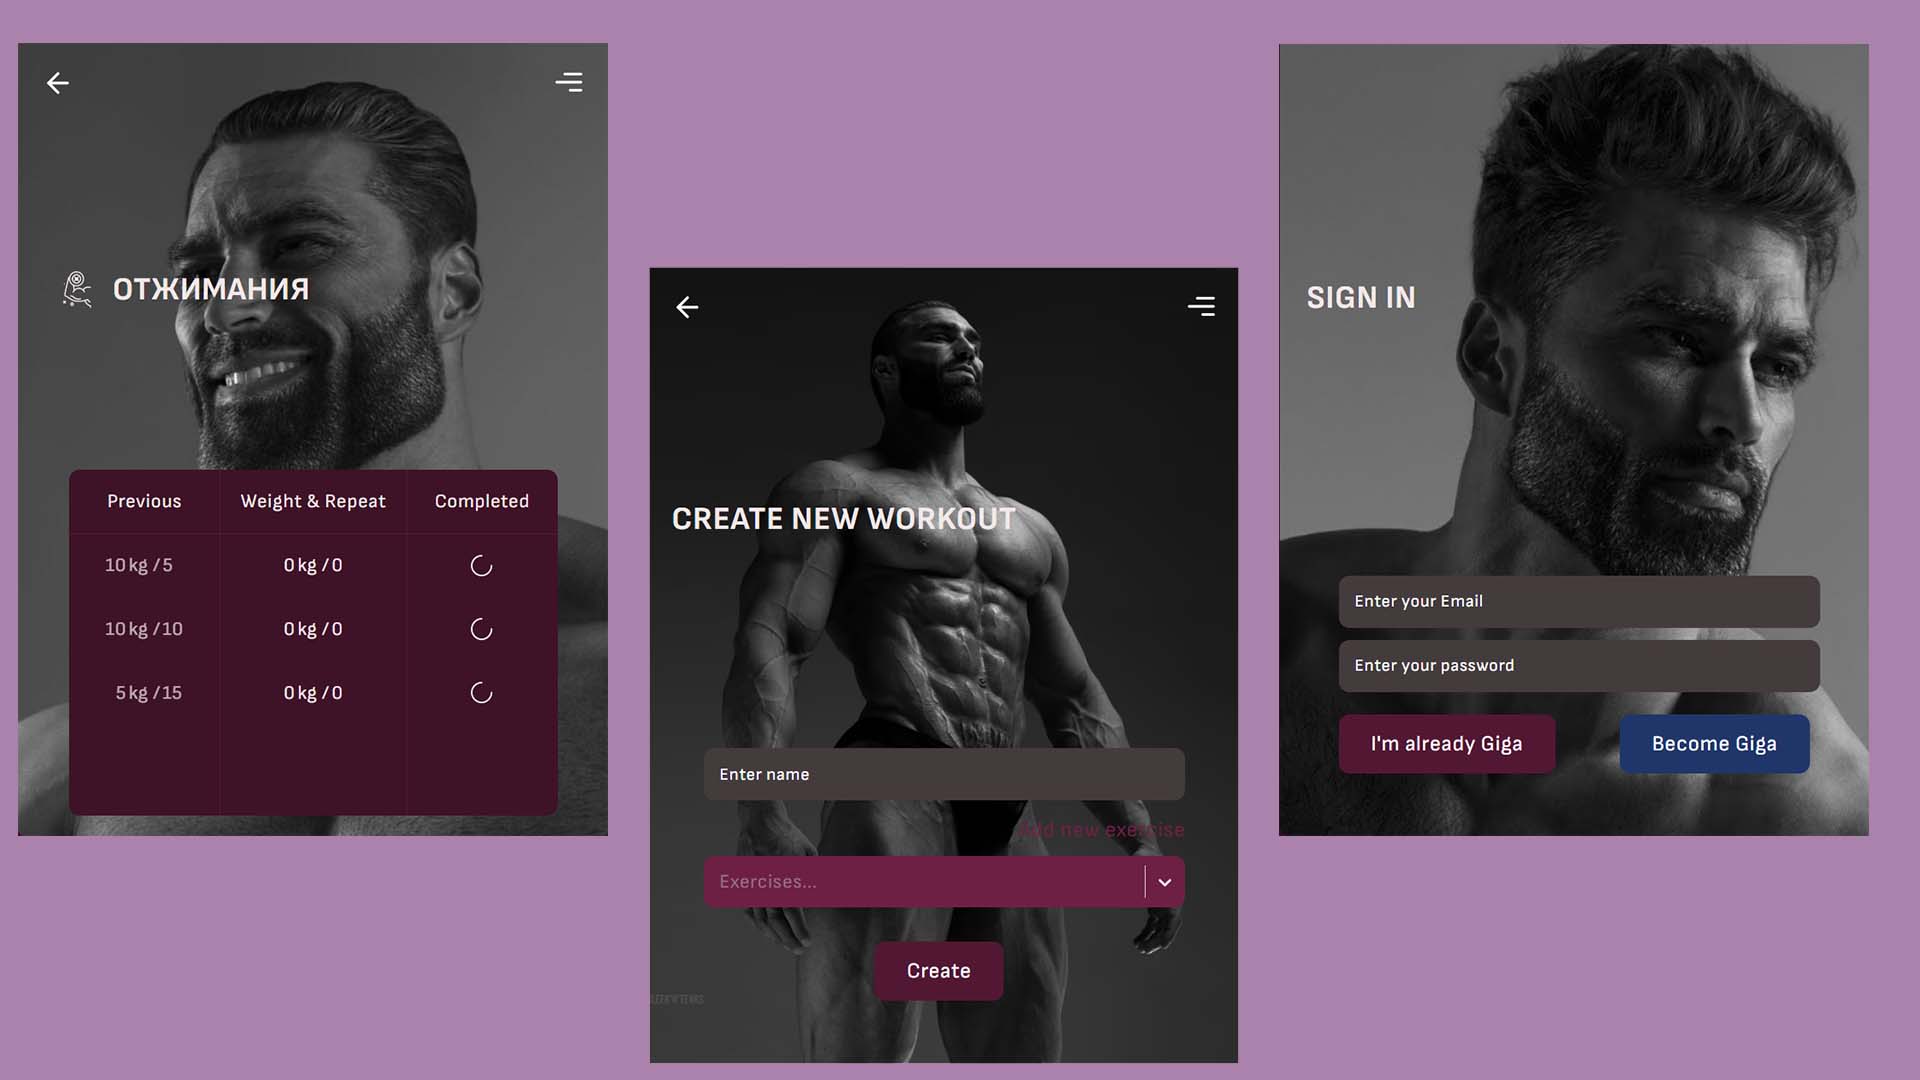 ОТЖИМАНИЯ
Previous Weight & Repeat Completed
10 kg / 5 0 kg / 0
10 kg / 10 0 kg / 0
5 kg / 15 0 kg / 0
CREATE NEW WORKOUT
Enter name
Add new exercise
Exercises...
Create
SIGN IN
Enter your Email
Enter your password
I'm already Giga Become Giga